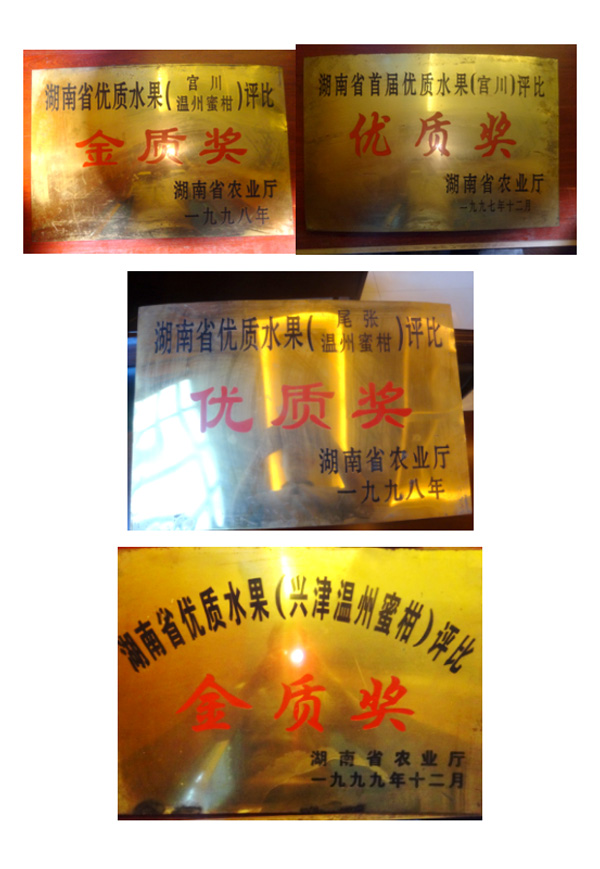 湖南省优质水果(宫川温州蜜柑)评比
金质奖
湖南省农业厅
一九九八年
湖南省首届优质水果(宫川)评比
优质奖
湖南省农业厅
一九九七年十二月
湖南省优质水果(尾张温州蜜柑)评比
优质奖
湖南省农业厅
一九九八年
湖南省优质水果(兴津温州蜜柑)评比
金质奖
湖南省农业厅
一九九九年十二月